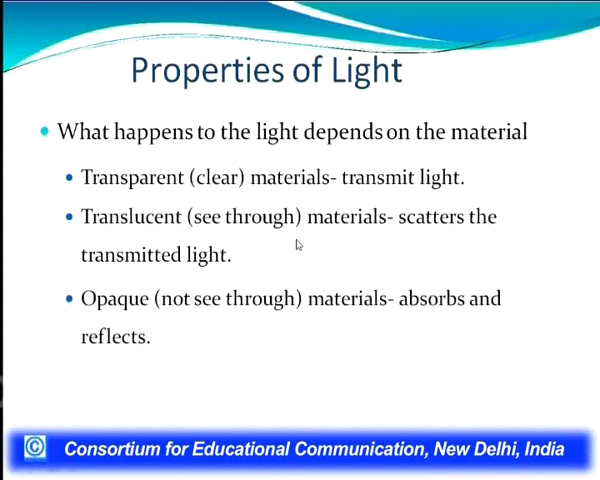 Properties of Light
• What happens to the light depends on the material
• Transparent (clear) materials- transmit light.
• Translucent (see through) materials- scatters the
transmitted light.
• Opaque (not see through) materials- absorbs and
reflects.
© Consortium for Educational Communication, New Delhi, India